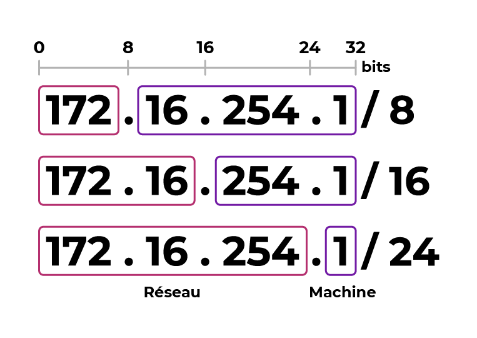 0 8 16 24 32
bits
172 . 16 . 254 . 1 / 8
172 . 16 . 254 . 1 / 16
172 . 16 . 254 . 1 / 24
Réseau Machine